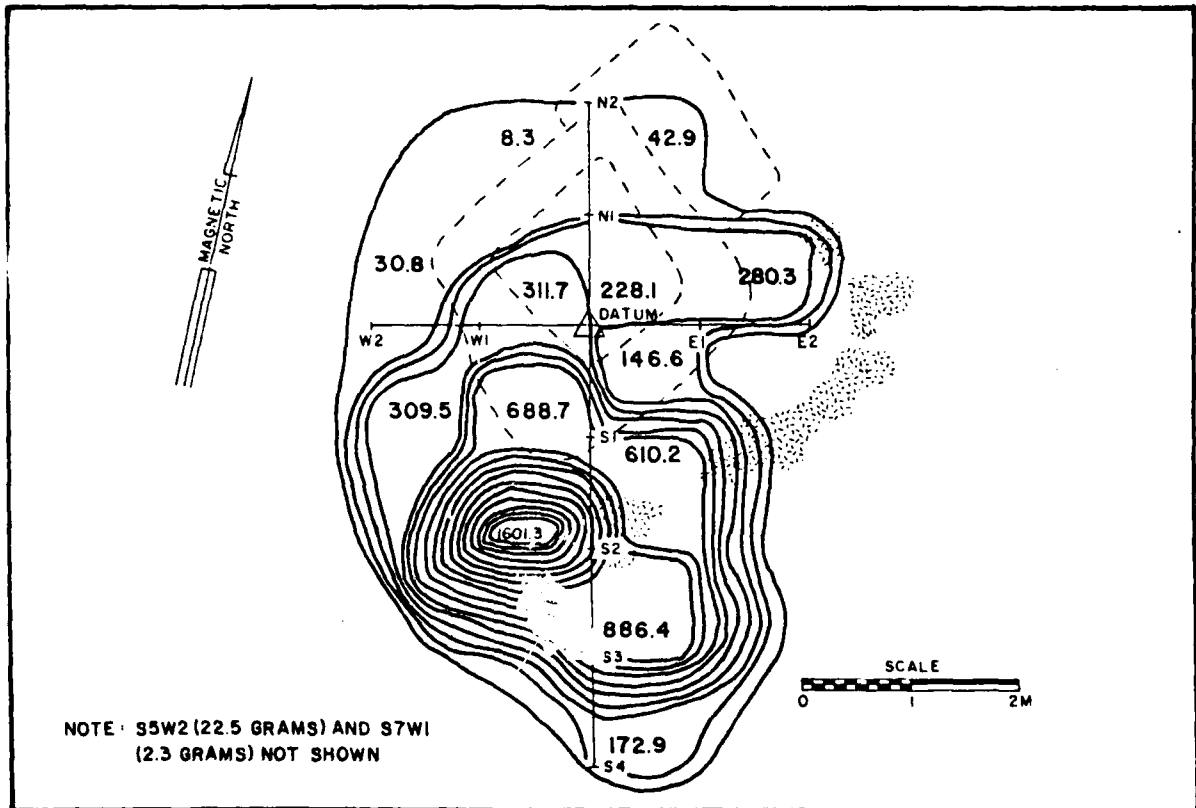 N2
8.3
42.9
MAGNETIC
NORTH
N1
30.8
311.7
228.1
280.3
DATUM
W2
W1
E1
E2
146.6
309.5
688.7
S1
610.2
1601.3
S2
886.4
S3
SCALE
0 1 2M
NOTE: S5W2 (22.5 GRAMS) AND S7W1
(2.3 GRAMS) NOT SHOWN
172.9
S4